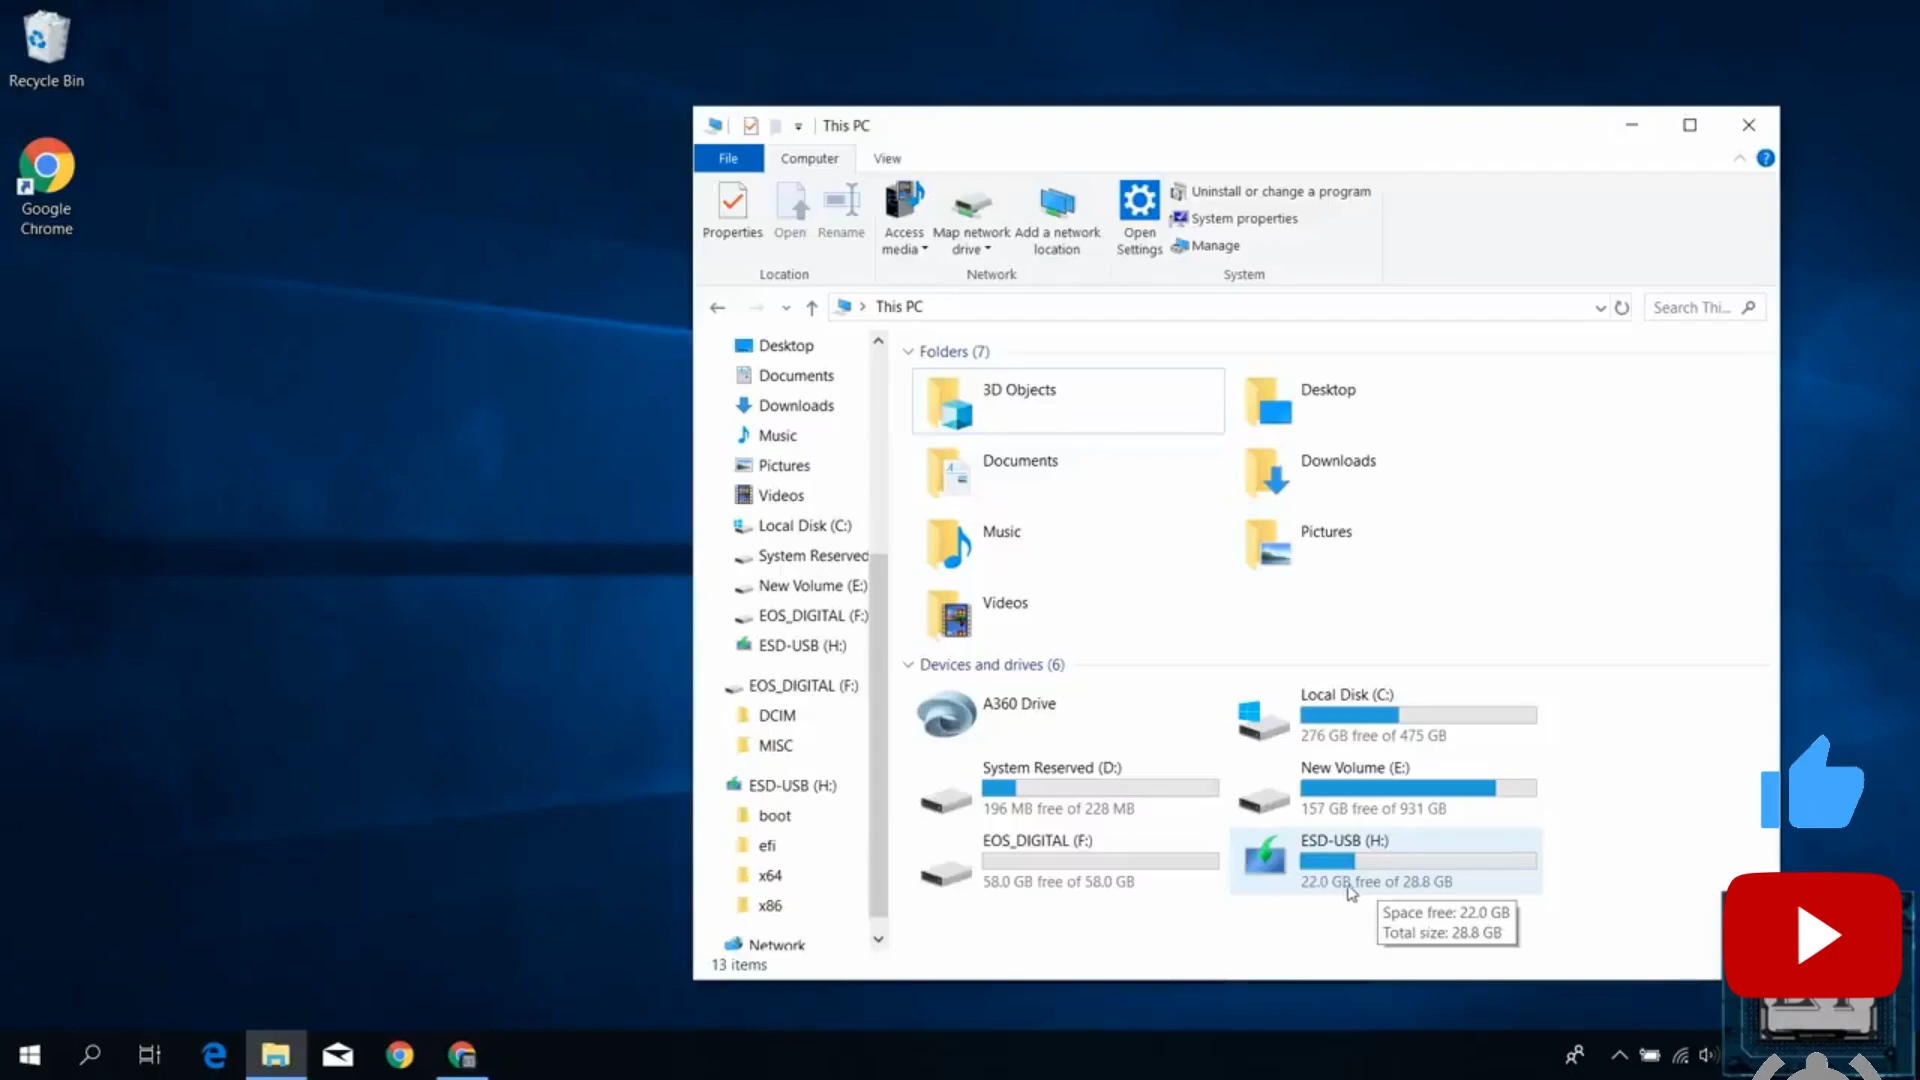 Recycle Bin
Google
Chrome
This PC
File
Computer
View
Properties
Open
Rename
Access
media
Map network
drive
Add a network
location
Open
Settings
Uninstall or change a program
System properties
Manage
Location
Network
System
This PC
Search Thi...
Desktop
Documents
Downloads
Music
Pictures
Videos
Local Disk (C:)
System Reserved
New Volume (E:)
EOS_DIGITAL (F:)
ESD-USB (H:)
EOS_DIGITAL (F:)
DCIM
MISC
ESD-USB (H:)
boot
efi
x64
x86
Network
13 items
Folders (7)
3D Objects
Desktop
Documents
Downloads
Music
Pictures
Videos
Devices and drives (6)
A360 Drive
Local Disk (C:)
276 GB free of 475 GB
System Reserved (D:)
196 MB free of 228 MB
New Volume (E:)
157 GB free of 931 GB
EOS_DIGITAL (F:)
58.0 GB free of 58.0 GB
ESD-USB (H:)
22.0 GB free of 28.8 GB
Space free: 22.0 GB
Total size: 28.8 GB